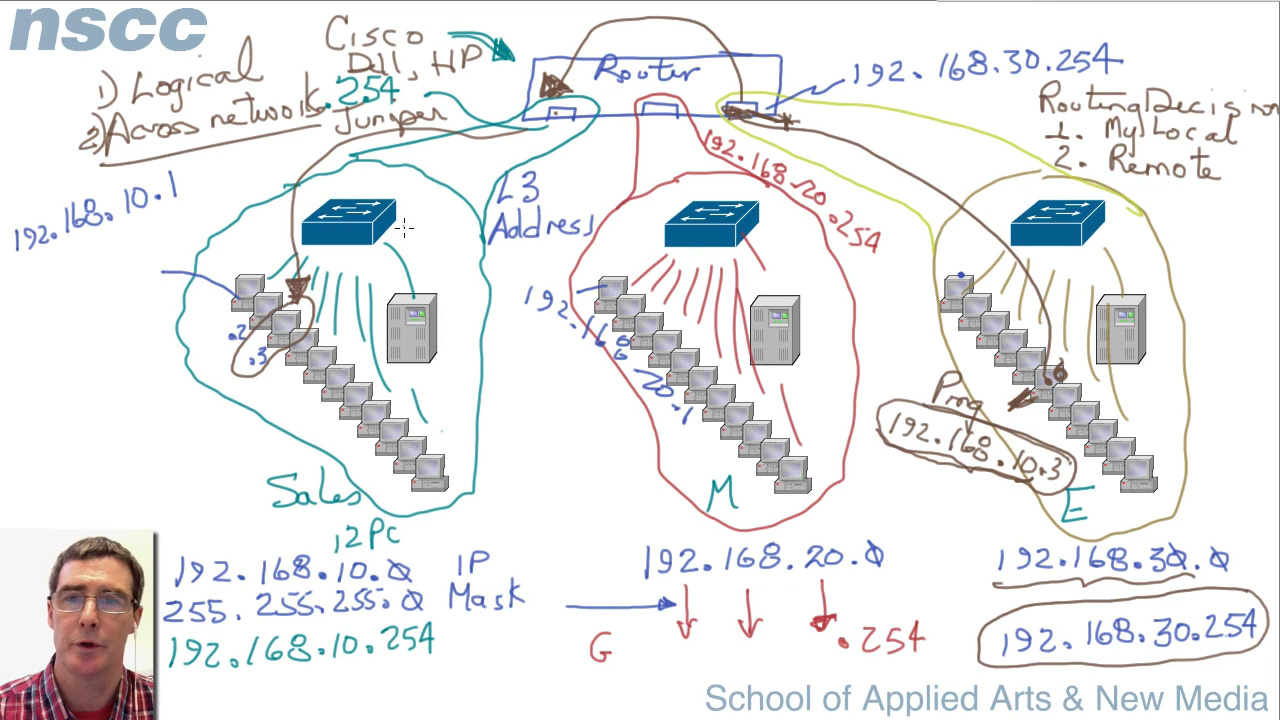 nscc
Cisco
Dell, HP
Juniper
1) Logical
2) Across network
.254
Router
192.168.30.254
Routing Decision
1. My Local
2. Remote
192.168.10.1
L3
Address
192.168.20.254
.2
.3
192.168.20.1
Ping
192.168.10.3
Sales
12 PC
M
E
192.168.10.0 IP
255.255.255.0 Mask
192.168.10.254
192.168.20.0
G .254
192.168.30.0
192.168.30.254
School of Applied Arts & New Media